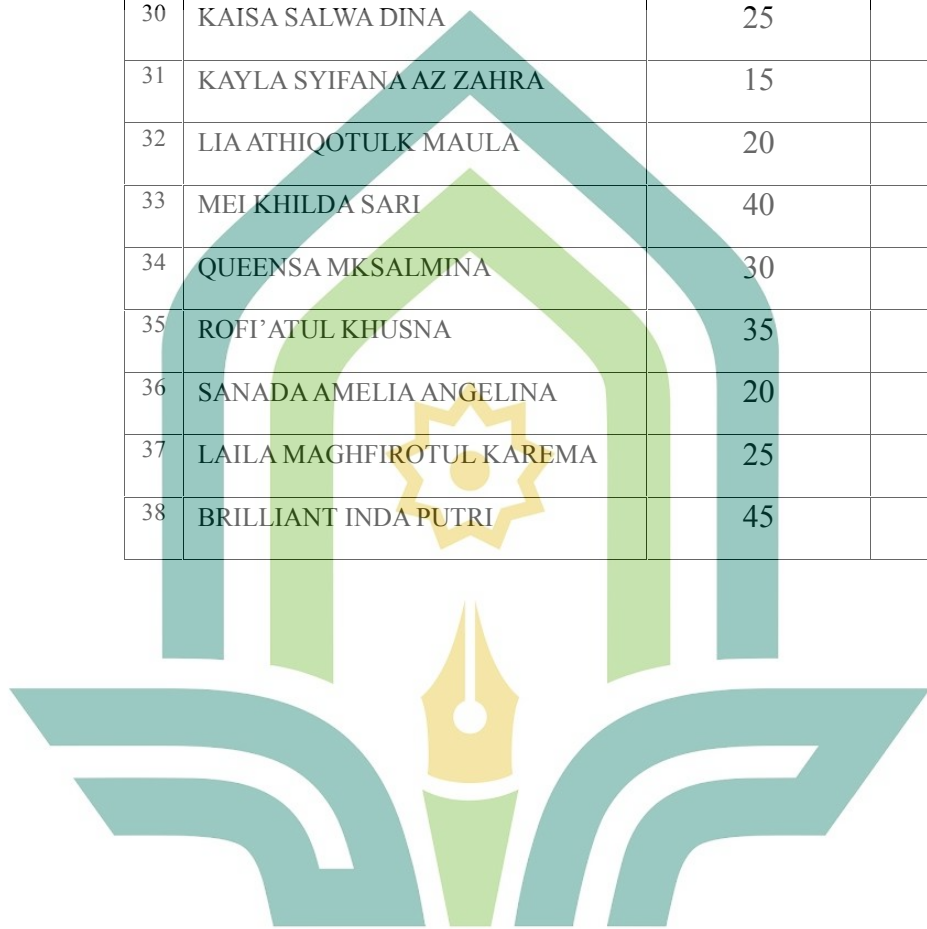 30 KAISA SALWA DINA 25
31 KAYLA SYIFANA AZ ZAHRA 15
32 LIA ATHIQOTULK MAULA 20
33 MEI KHILDA SARI 40
34 QUEENSA MKSALMINA 30
35 ROFI’ATUL KHUSNA 35
36 SANADA AMELIA ANGELINA 20
37 LAILA MAGHFIROTUL KAREMA 25
38 BRILLIANT INDA PUTRI 45